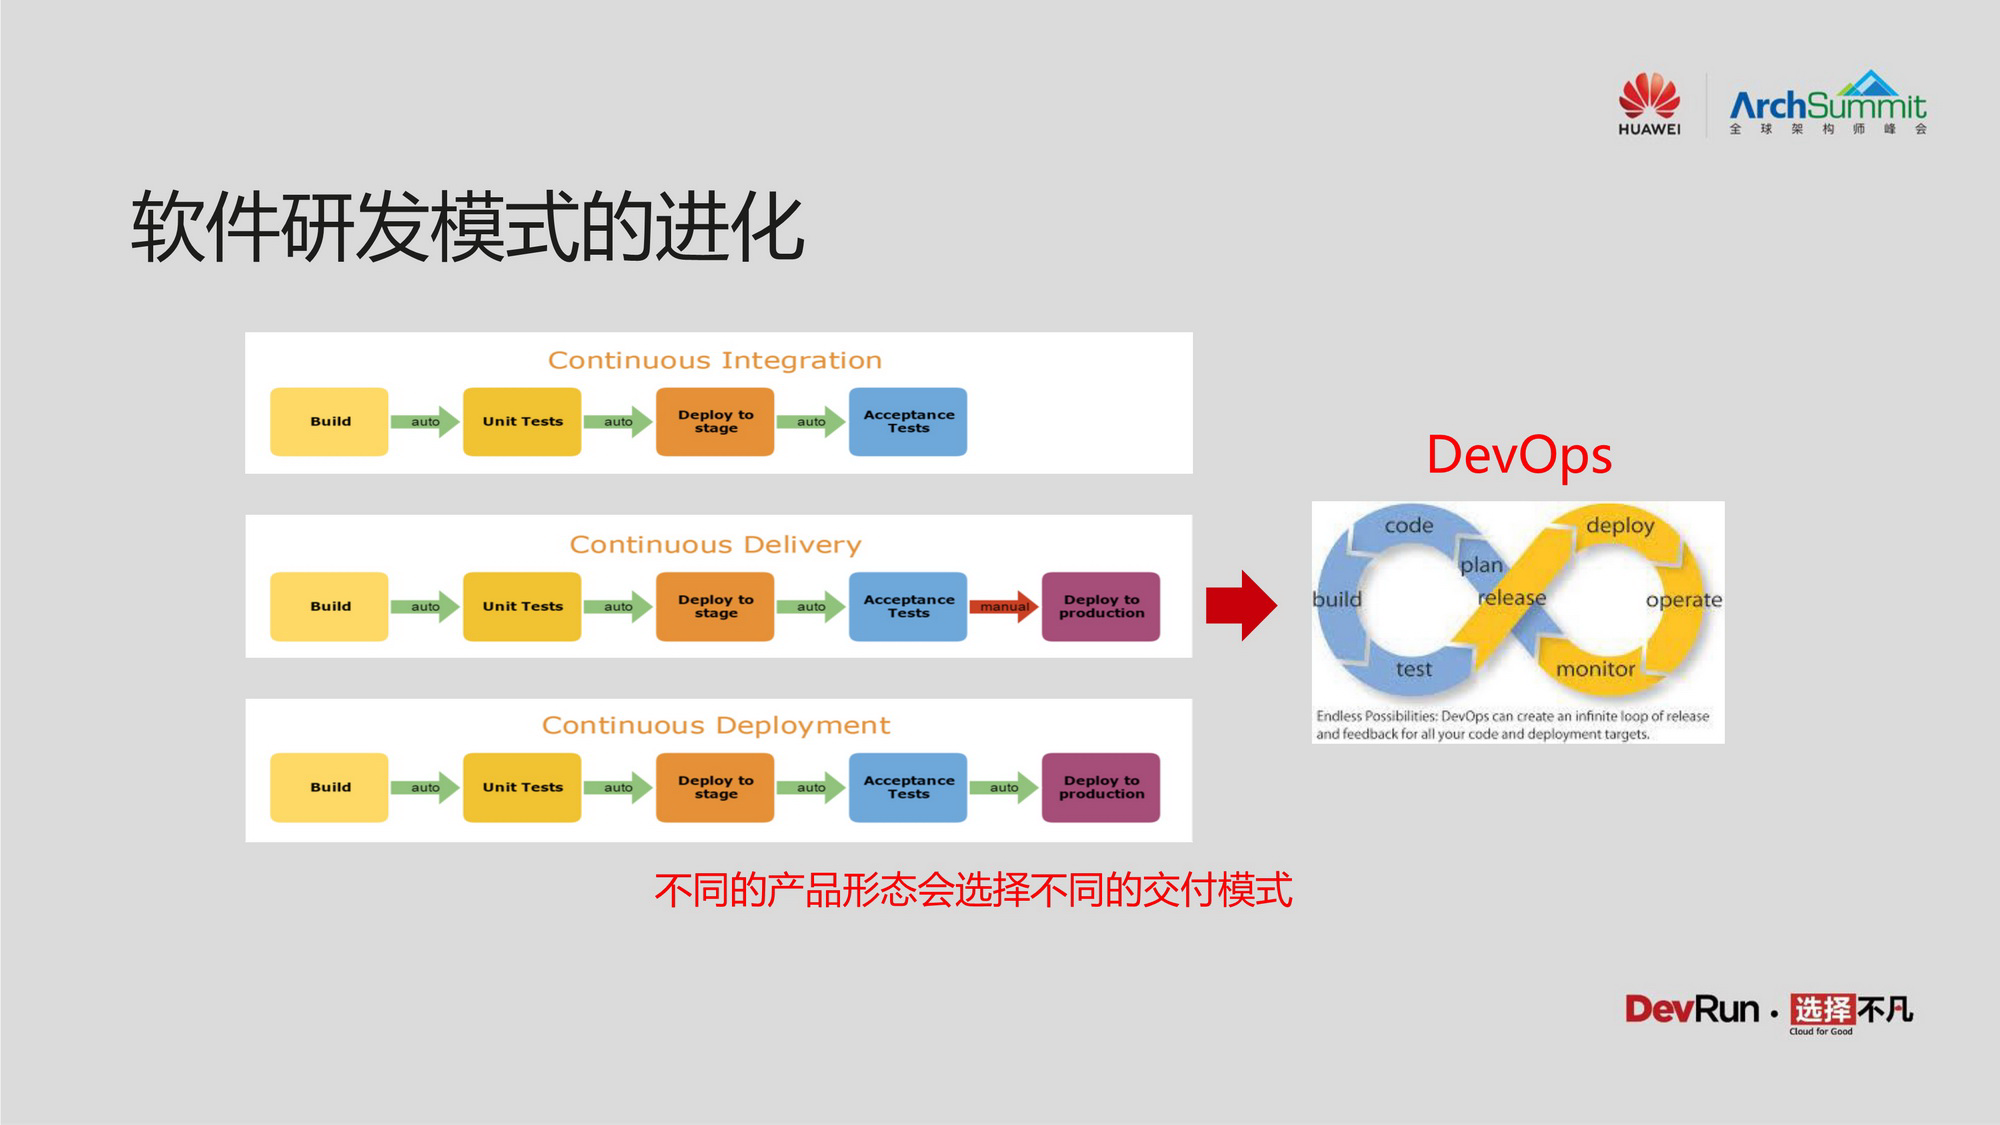 HUAWEI
ArchSummit
全球架构师峰会
软件研发模式的进化
Continuous Integration
Build
auto
Unit Tests
auto
Deploy to
stage
auto
Acceptance
Tests
Continuous Delivery
Build
auto
Unit Tests
auto
Deploy to
stage
auto
Acceptance
Tests
manual
Deploy to
production
Continuous Deployment
Build
auto
Unit Tests
auto
Deploy to
stage
auto
Acceptance
Tests
auto
Deploy to
production
DevOps
code
deploy
plan
build
release
operate
test
monitor
Endless Possibilities: DevOps can create an infinite loop of release
and feedback for all your code and deployment targets.
不同的产品形态会选择不同的交付模式
DevRun · 选择不凡
Cloud for Good